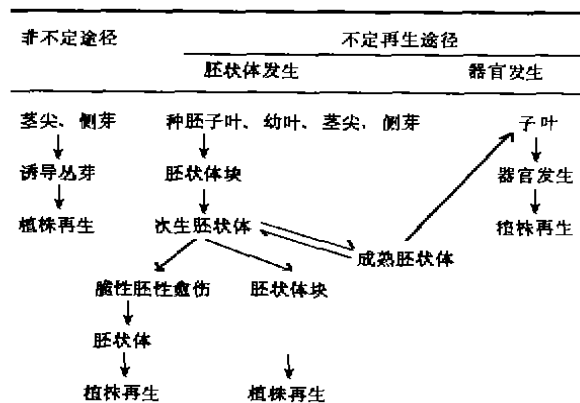 非不定途径 不定再生途径
胚状体发生 器官发生
茎尖、侧芽 种胚子叶、幼叶、茎尖、侧芽 子叶
诱导丛芽 胚状体块 器官发生
植株再生 次生胚状体 植株再生
成熟胚状体
脆性胚性愈伤 胚状体块
胚状体
植株再生 植株再生